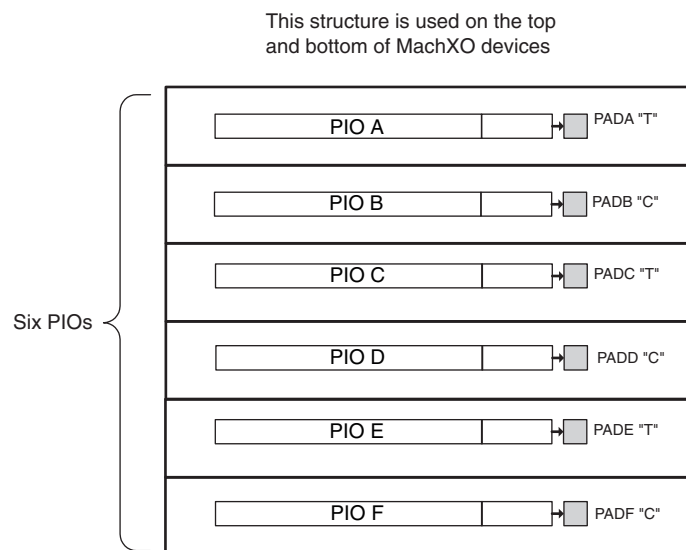 This structure is used on the top
and bottom of MachXO devices
PIO A
PADA "T"
PIO B
PADB "C"
PIO C
PADC "T"
Six PIOs
PIO D
PADD "C"
PIO E
PADE "T"
PIO F
PADF "C"